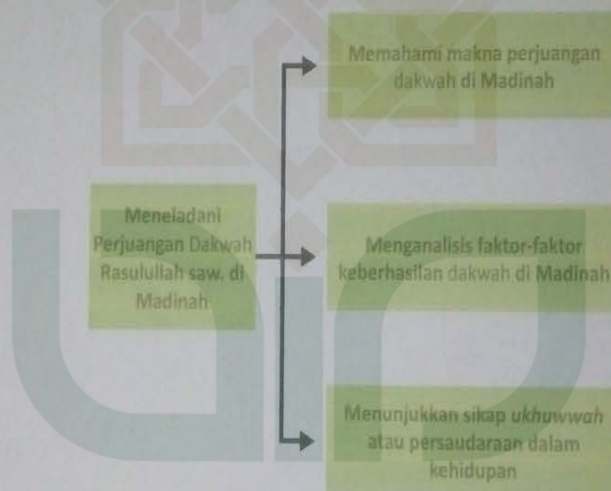 Memahami makna perjuangan
dakwah di Madinah
Meneladani
Perjuangan Dakwah
Rasulullah saw. di
Madinah
Menganalisis faktor-faktor
keberhasilan dakwah di Madinah
Menunjukkan sikap ukhuwwah
atau persaudaraan dalam
kehidupan